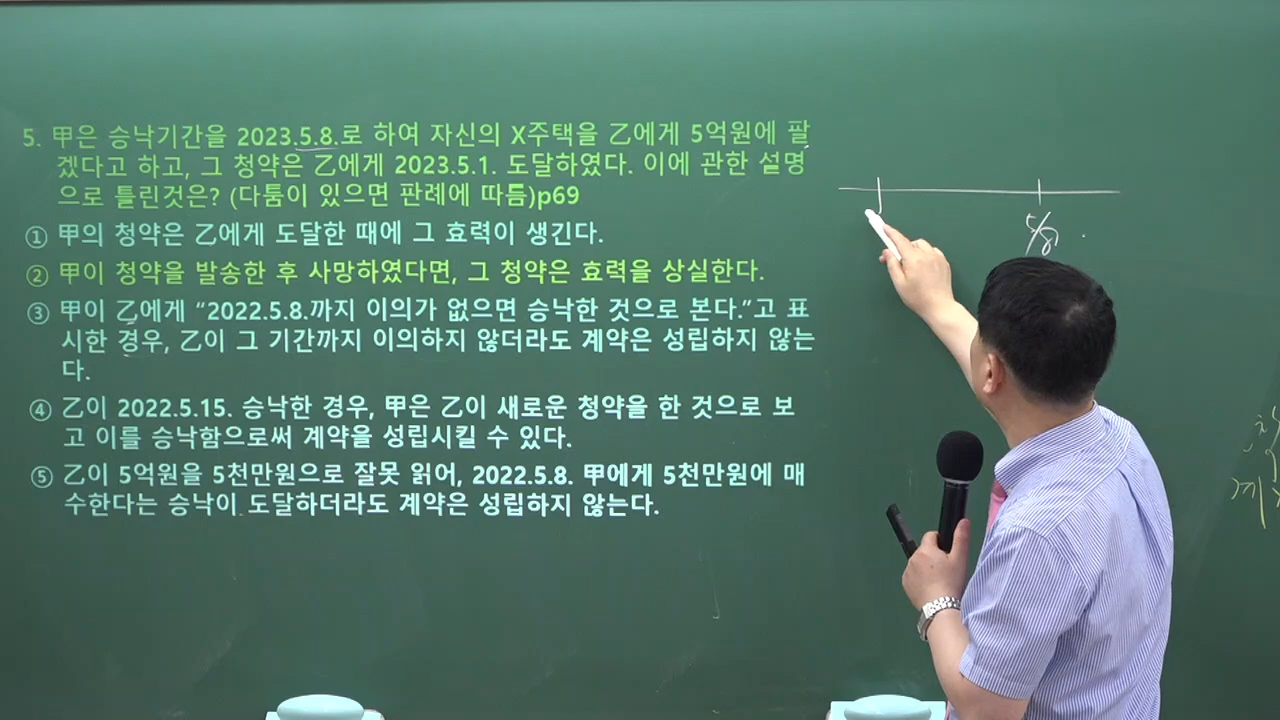 5. 甲은 승낙기간을 2023.5.8.로 하여 자신의 X주택을 乙에게 5억원에 팔
겠다고 하고, 그 청약은 乙에게 2023.5.1. 도달하였다. 이에 관한 설명
으로 틀린것은? (다툼이 있으면 판례에 따름)p69
① 甲의 청약은 乙에게 도달한 때에 그 효력이 생긴다.
② 甲이 청약을 발송한 후 사망하였다면, 그 청약은 효력을 상실한다.
③ 甲이 乙에게 “2022.5.8.까지 이의가 없으면 승낙한 것으로 본다.”고 표
시한 경우, 乙이 그 기간까지 이의하지 않더라도 계약은 성립하지 않는
다.
④ 乙이 2022.5.15. 승낙한 경우, 甲은 乙이 새로운 청약을 한 것으로 보
고 이를 승낙함으로써 계약을 성립시킬 수 있다.
⑤ 乙이 5억원을 5천만원으로 잘못 읽어, 2022.5.8. 甲에게 5천만원에 매
수한다는 승낙이 도달하더라도 계약은 성립하지 않는다.
5/8